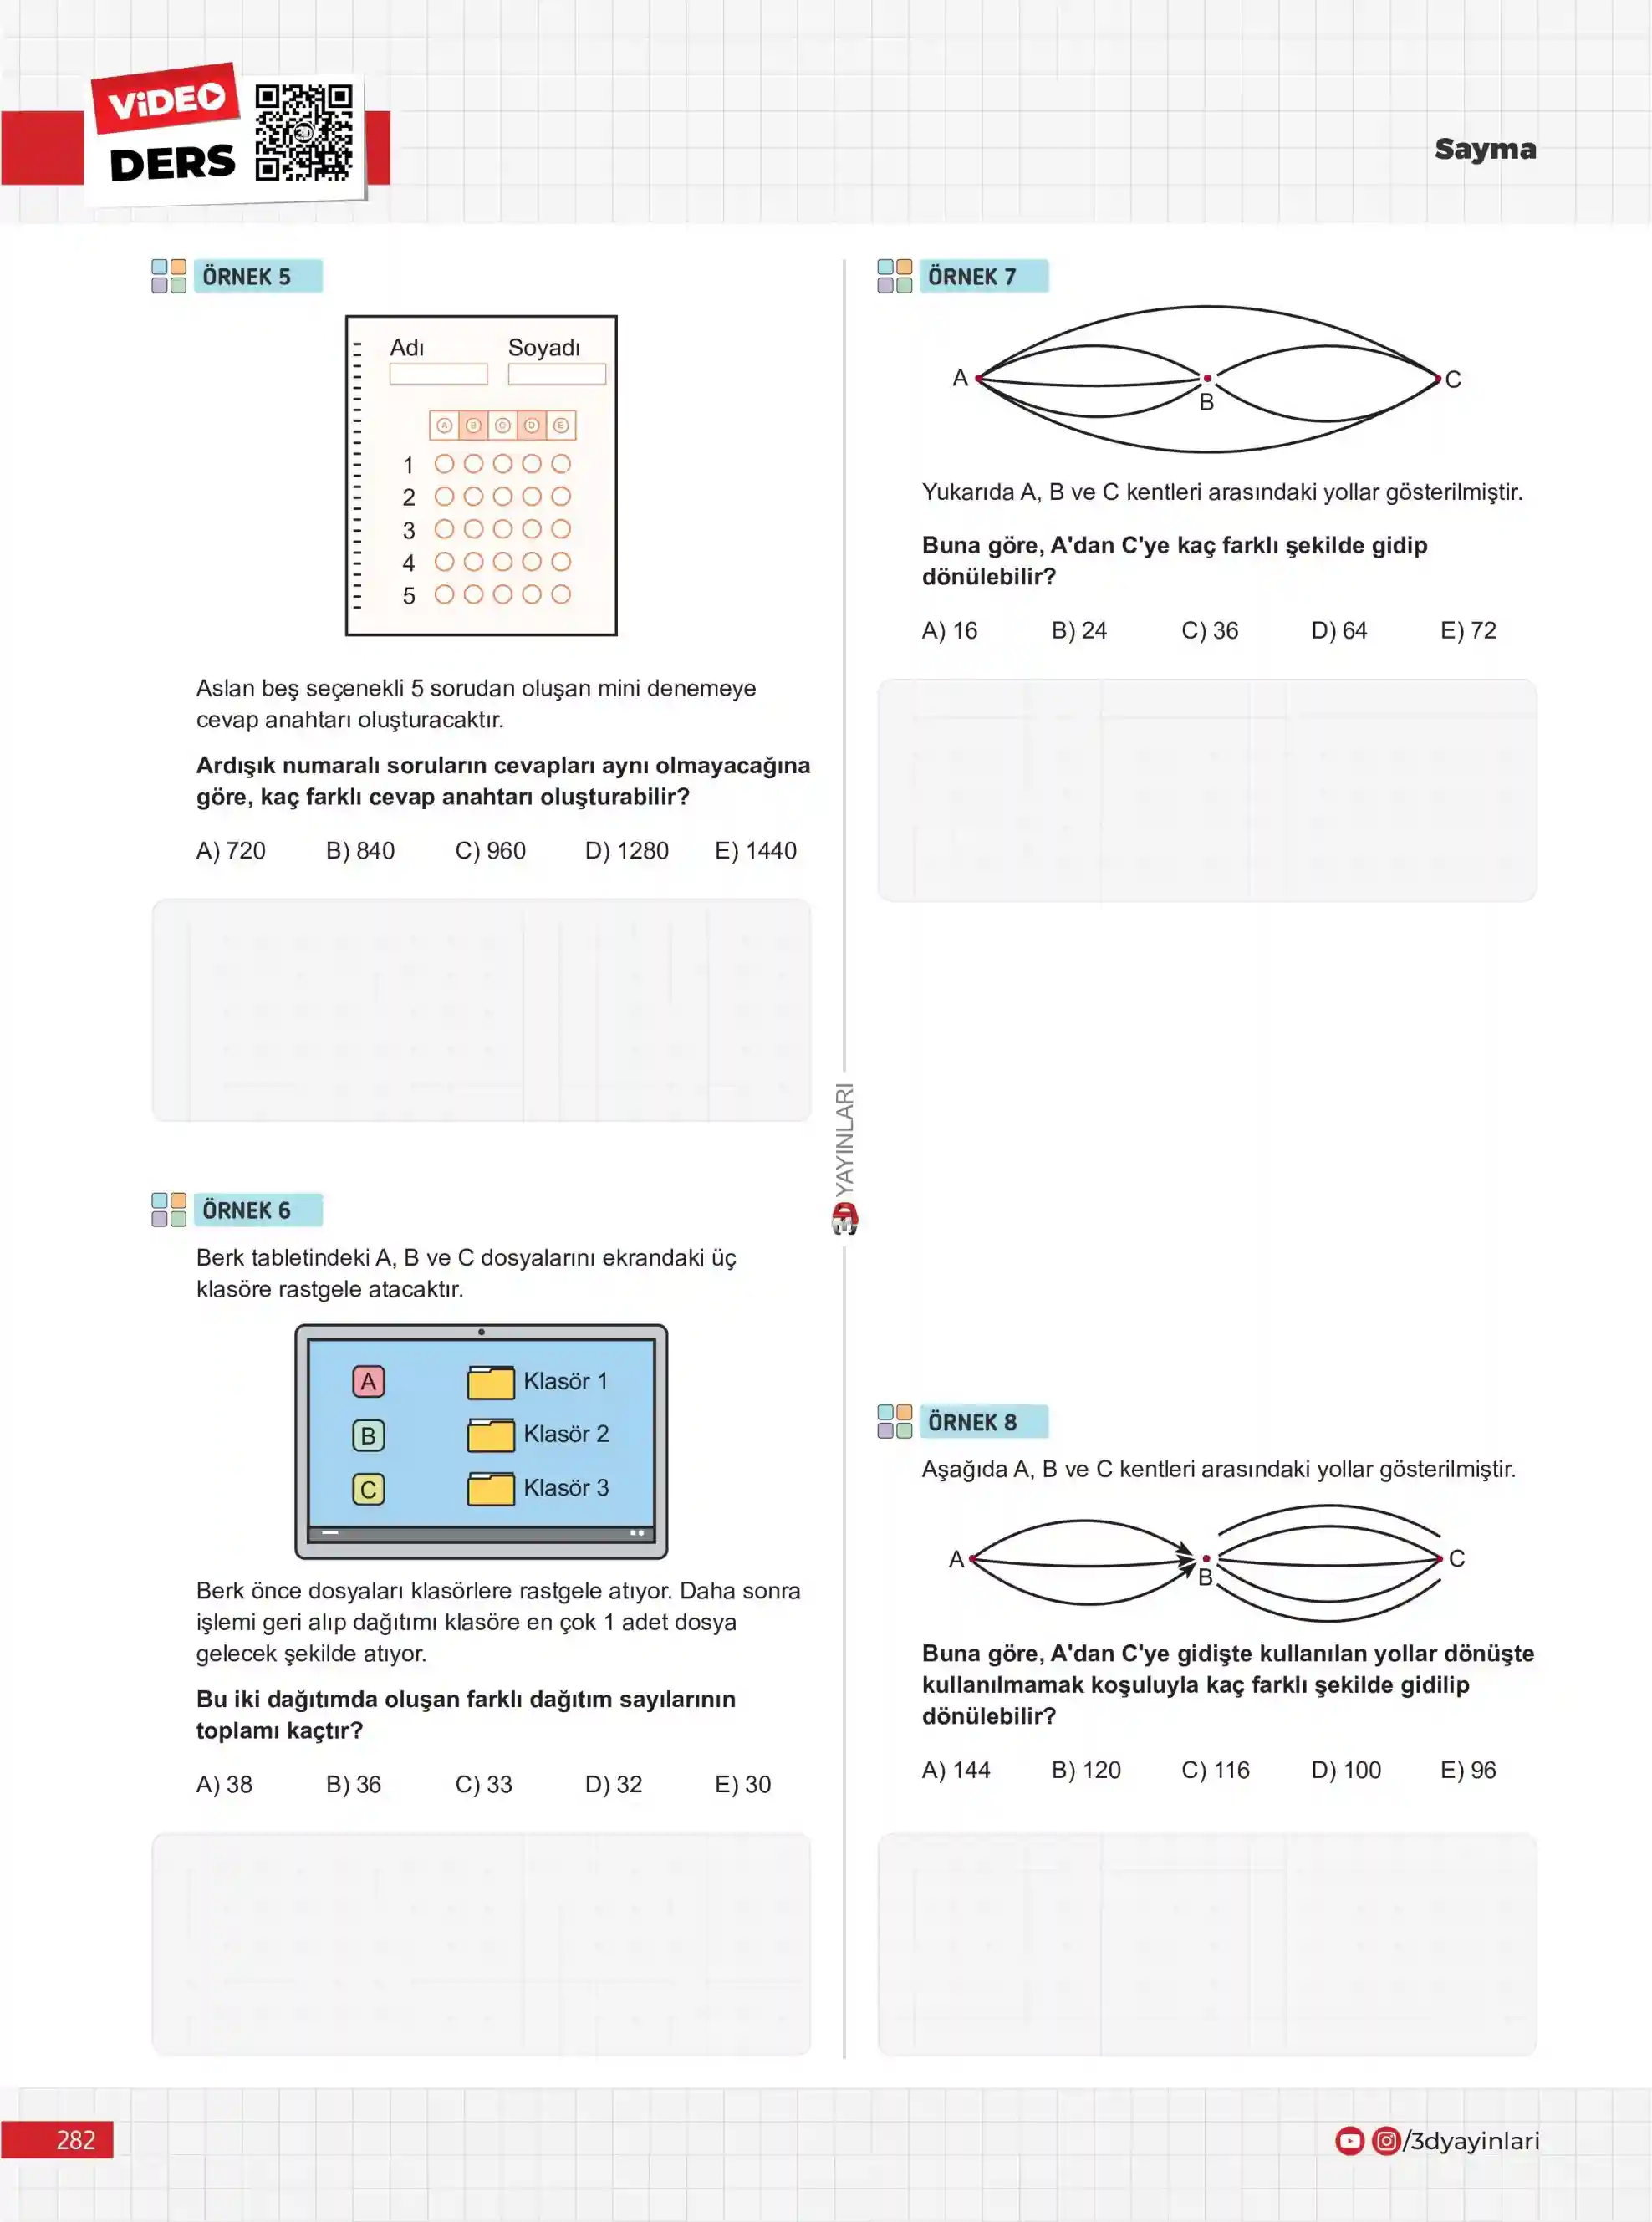 ViDEO
DERS
3D
Sayma
ÖRNEK 5
Adı Soyadı
A B C D E
1
2
3
4
5
Aslan beş seçenekli 5 sorudan oluşan mini denemeye
cevap anahtarı oluşturacaktır.
Ardışık numaralı soruların cevapları aynı olmayacağına
göre, kaç farklı cevap anahtarı oluşturabilir?
A) 720 B) 840 C) 960 D) 1280 E) 1440
ÖRNEK 6
Berk tabletindeki A, B ve C dosyalarını ekrandaki üç
klasöre rastgele atacaktır.
A Klasör 1
B Klasör 2
C Klasör 3
Berk önce dosyaları klasörlere rastgele atıyor. Daha sonra
işlemi geri alıp dağıtımı klasöre en çok 1 adet dosya
gelecek şekilde atıyor.
Bu iki dağıtımda oluşan farklı dağıtım sayılarının
toplamı kaçtır?
A) 38 B) 36 C) 33 D) 32 E) 30
YAYINLARI
ÖRNEK 7
A B C
Yukarıda A, B ve C kentleri arasındaki yollar gösterilmiştir.
Buna göre, A'dan C'ye kaç farklı şekilde gidip
dönülebilir?
A) 16 B) 24 C) 36 D) 64 E) 72
ÖRNEK 8
Aşağıda A, B ve C kentleri arasındaki yollar gösterilmiştir.
A B C
Buna göre, A'dan C'ye gidişte kullanılan yollar dönüşte
kullanılmamak koşuluyla kaç farklı şekilde gidilip
dönülebilir?
A) 144 B) 120 C) 116 D) 100 E) 96
282
/3dyayinlari